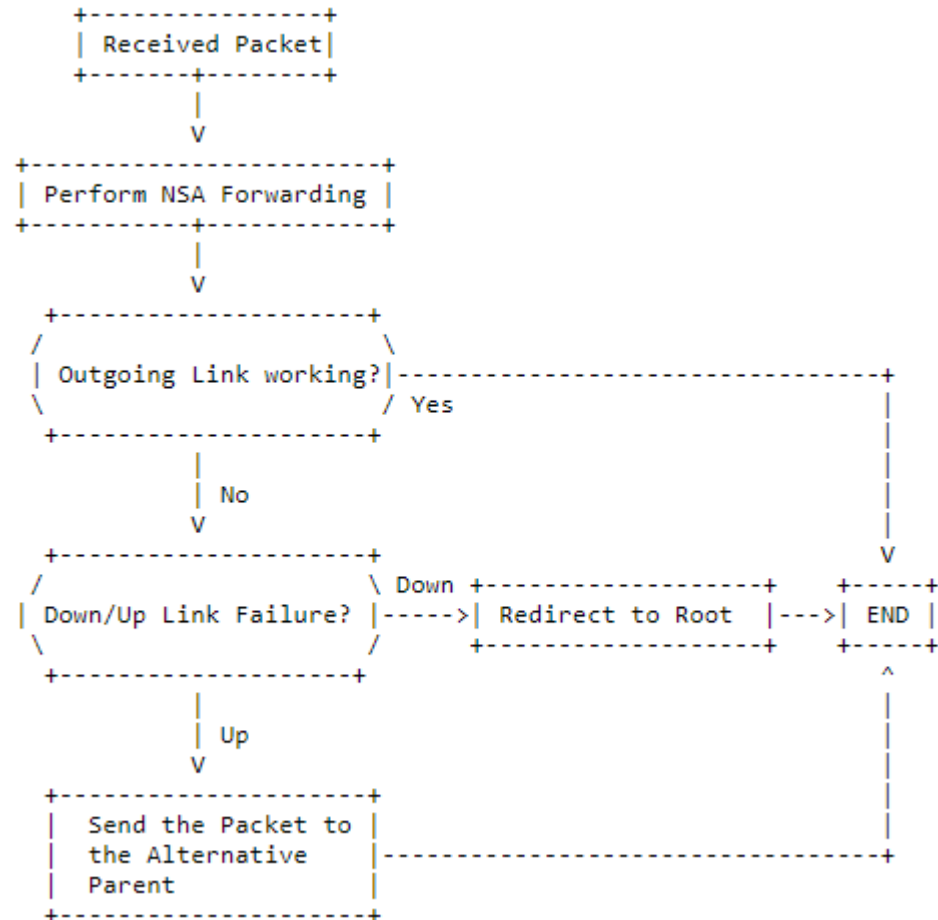 Received Packet
Perform NSA Forwarding
Outgoing Link working?
Yes
No
Down/Up Link Failure?
Down
Redirect to Root
END
Up
Send the Packet to
the Alternative
Parent